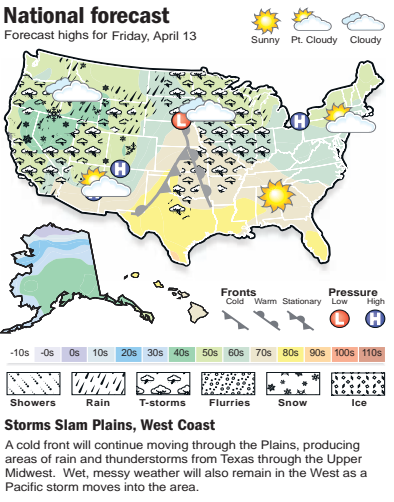 National forecast
Forecast highs for Friday, April 13
Sunny Pt. Cloudy Cloudy
L
H
H
H
Fronts
Cold Warm Stationary
Pressure
Low High
L H
-10s -0s 0s 10s 20s 30s 40s 50s 60s 70s 80s 90s 100s 110s
Showers Rain T-storms Flurries Snow Ice
Storms Slam Plains, West Coast
A cold front will continue moving through the Plains, producing
areas of rain and thunderstorms from Texas through the Upper
Midwest. Wet, messy weather will also remain in the West as a
Pacific storm moves into the area.